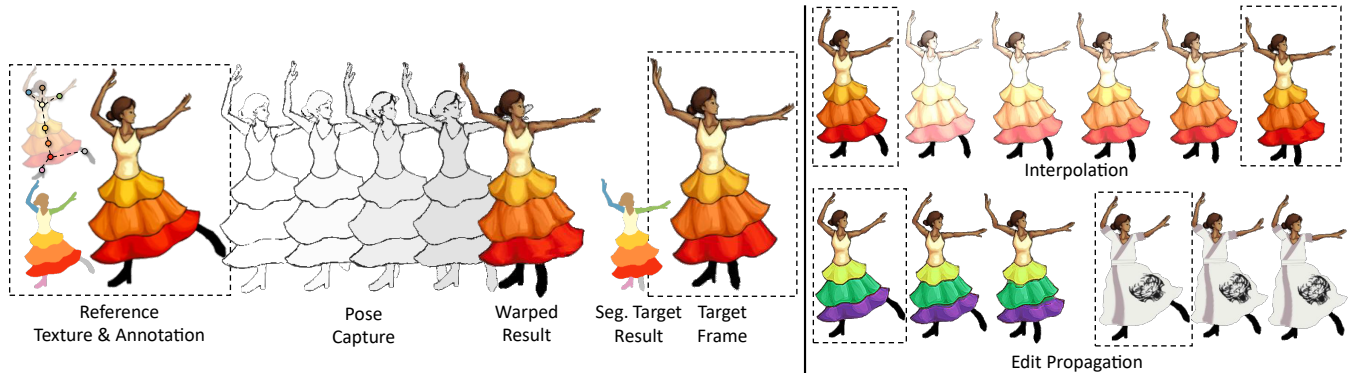 Reference
Texture & Annotation
Pose
Capture
Warped
Result
Seg. Target
Result
Target
Frame
Interpolation
Edit Propagation